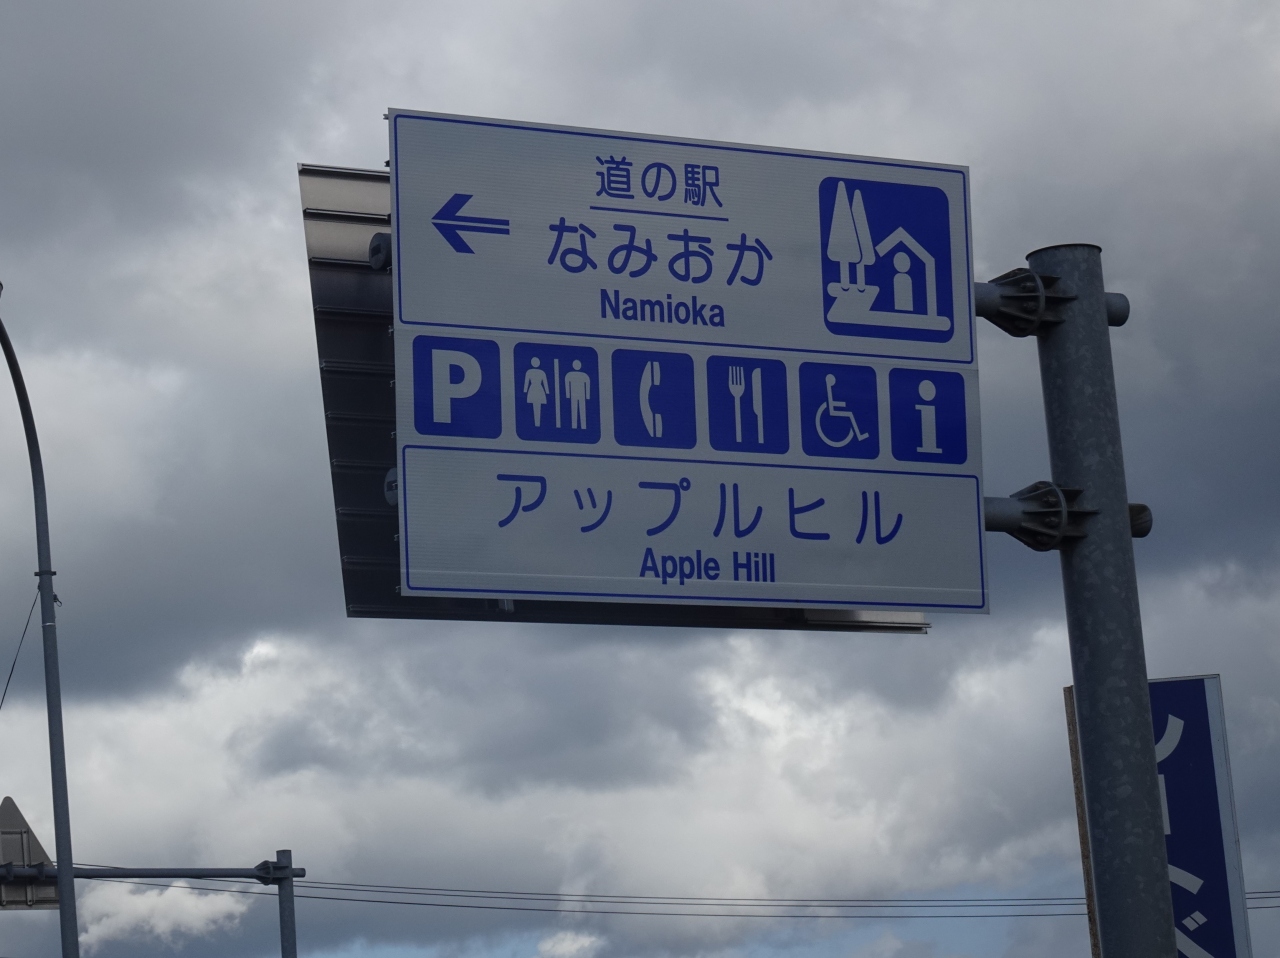 道の駅
なみおか
Namioka
P
i
アップルヒル
Apple Hill